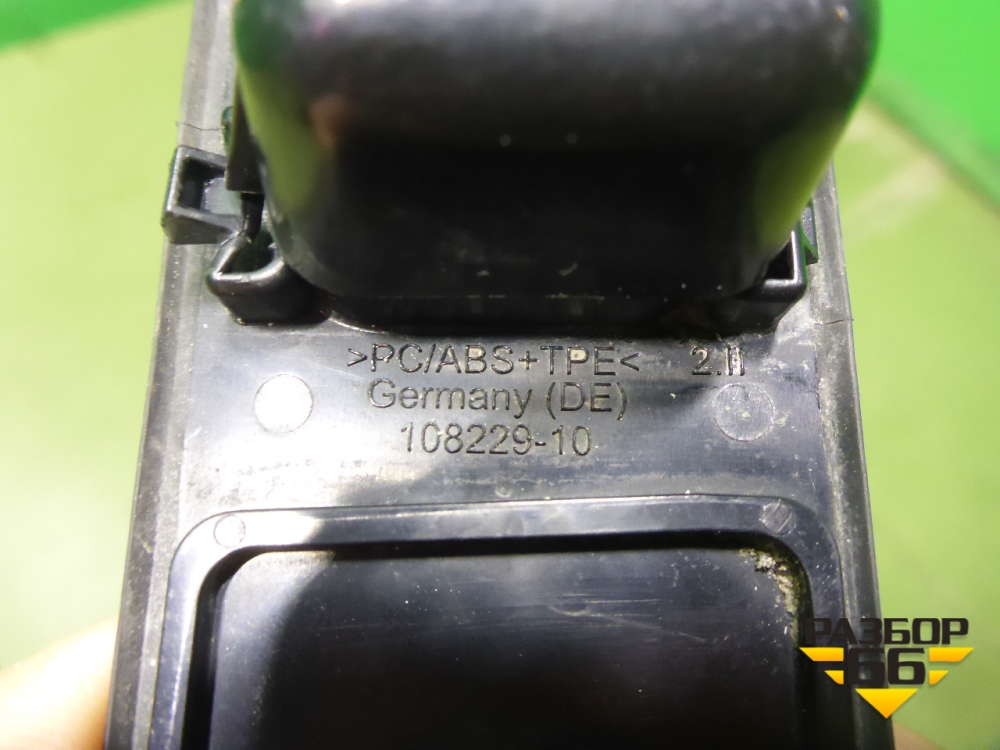 >PC/ABS+TPE< 2.II
Germany (DE)
108229-10
РАЗБОР
66